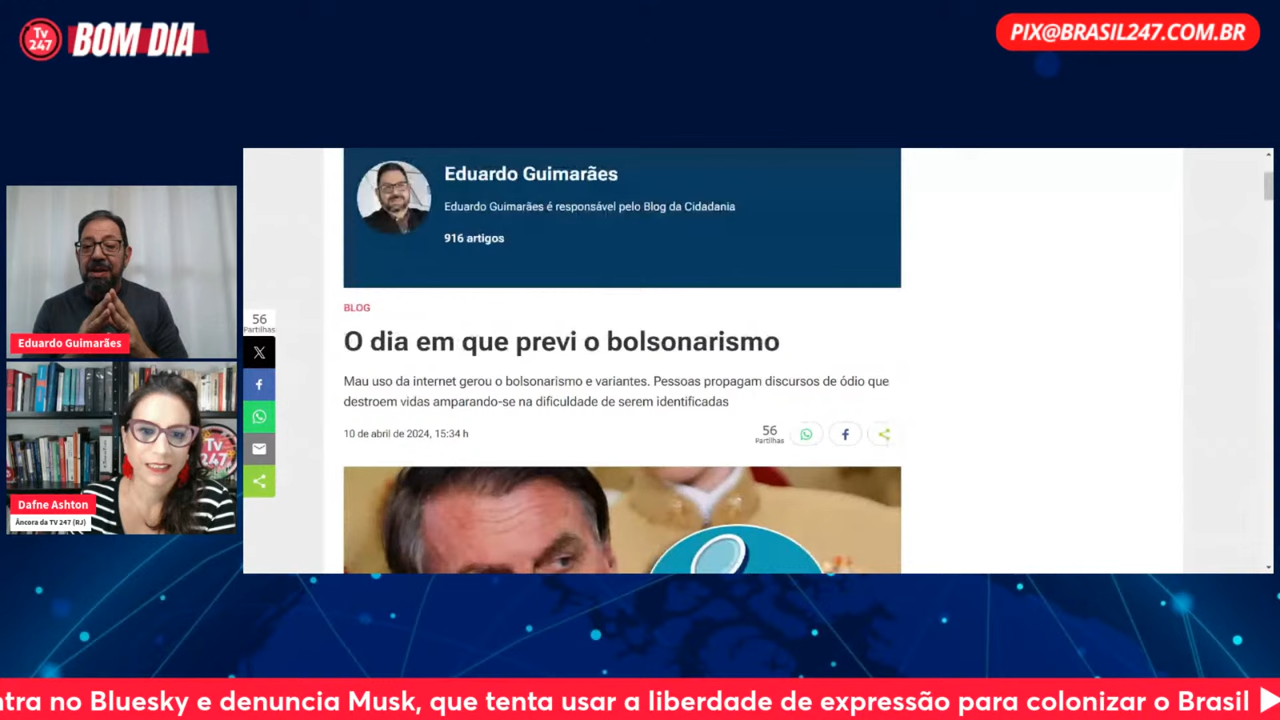 Tv
247
BOM DIA
PIX@BRASIL247.COM.BR
Eduardo Guimarães
Eduardo Guimarães é responsável pelo Blog da Cidadania
916 artigos
BLOG
O dia em que previ o bolsonarismo
Mau uso da internet gerou o bolsonarismo e variantes. Pessoas propagam discursos de ódio que
destroem vidas amparando-se na dificuldade de serem identificadas
10 de abril de 2024, 15:34 h
56
Partilhas
56
Partilhas
Eduardo Guimarães
Tv
247
Dafne Ashton
Âncora da TV 247 (RJ)
ntra no Bluesky e denuncia Musk, que tenta usar a liberdade de expressão para colonizar o Brasil